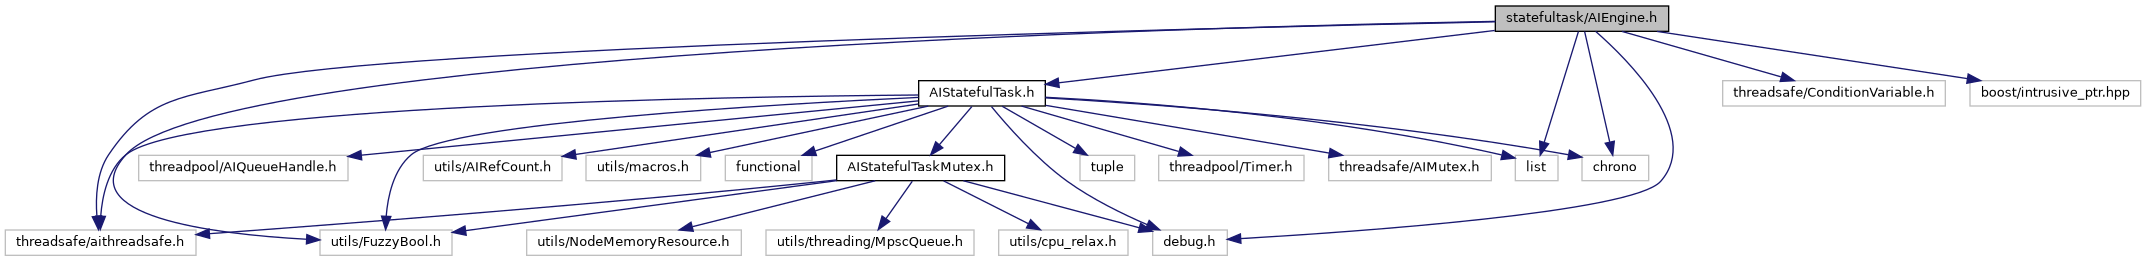 statefultask/AIEngine.h
AIStatefulTask.h
threadsafe/ConditionVariable.h
boost/intrusive_ptr.hpp
threadpool/AIQueueHandle.h
utils/AIRefCount.h
utils/macros.h
functional
AIStatefulTaskMutex.h
tuple
threadpool/Timer.h
threadsafe/AIMutex.h
list
chrono
threadsafe/aithreadsafe.h
utils/FuzzyBool.h
utils/NodeMemoryResource.h
utils/threading/MpscQueue.h
utils/cpu_relax.h
debug.h